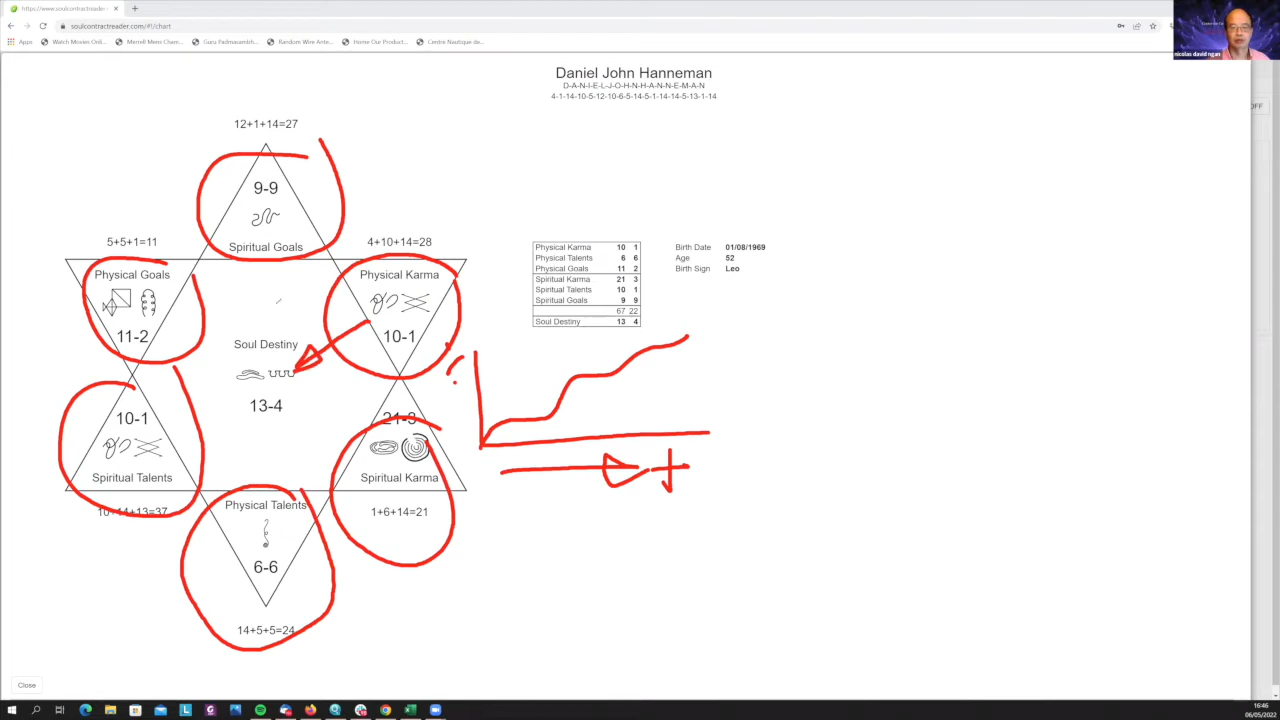 https://www.soulcontractreader-
soulcontractreader.com/#!/chart
Apps
Watch Movies Onli...
Merrell Mens Cham...
Guru Padmasambh...
Random Wire Ante...
Home Our Product...
Centre Nautique de...
nicolas david ngan
OFF
Daniel John Hanneman
D-A-N-I-E-L-J-O-H-N-H-A-N-N-E-M-A-N
4-1-14-10-5-12-10-6-5-14-5-1-14-14-5-13-1-14
12+1+14=27
9-9
Spiritual Goals
5+5+1=11
4+10+14=28
Physical Goals
Physical Karma
11-2
10-1
Soul Destiny
13-4
10-1
21-3
Spiritual Talents
Spiritual Karma
10+14+13=37
Physical Talents
1+6+14=21
6-6
14+5+5=24
Physical Karma 10 1
Physical Talents 6 6
Physical Goals 11 2
Spiritual Karma 21 3
Spiritual Talents 10 1
Spiritual Goals 9 9
67 22
Soul Destiny 13 4
Birth Date 01/08/1969
Age 52
Birth Sign Leo
Close
16:46
06/05/2022